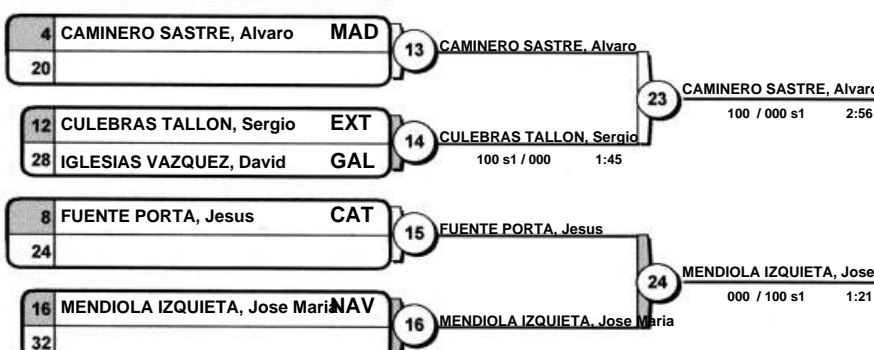 4 CAMINERO SASTRE, Alvaro MAD
20
13
CAMINERO SASTRE, Alvaro
12 CULEBRAS TALLON, Sergio EXT
28 IGLESIAS VAZQUEZ, David GAL
14
CULEBRAS TALLON, Sergio
100 s1 / 000 1:45
23
CAMINERO SASTRE, Alvaro
100 / 000 s1 2:56
8 FUENTE PORTA, Jesus CAT
24
15
FUENTE PORTA, Jesus
16 MENDIOLA IZQUIETA, Jose Maria NAV
32
16
MENDIOLA IZQUIETA, Jose Maria
24
MENDIOLA IZQUIETA, Jose
000 / 100 s1 1:21